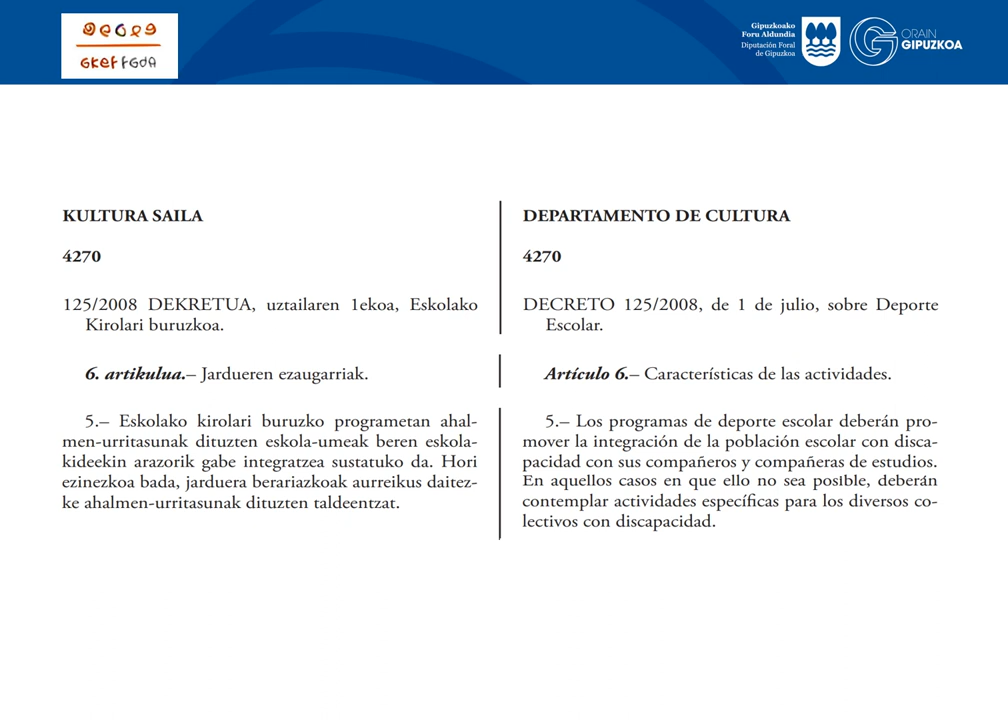 GKEF FGDA
Gipuzkoako
Foru Aldundia
Diputación Foral
de Gipuzkoa
ORAIN
GIPUZKOA
KULTURA SAILA
4270
125/2008 DEKRETUA, uztailaren 1ekoa, Eskolako
Kirolari buruzkoa.
6. artikulua.– Jardueren ezaugarriak.
5.– Eskolako kirolari buruzko programetan ahal-
men-urritasunak dituzten eskola-umeak beren eskola-
kideekin arazorik gabe integratzea sustatuko da. Hori
ezinezkoa bada, jarduera berariazkoak aurreikus daitez-
ke ahalmen-urritasunak dituzten taldeentzat.
DEPARTAMENTO DE CULTURA
4270
DECRETO 125/2008, de 1 de julio, sobre Deporte
Escolar.
Artículo 6.– Características de las actividades.
5.– Los programas de deporte escolar deberán pro-
mover la integración de la población escolar con disca-
pacidad con sus compañeros y compañeras de estudios.
En aquellos casos en que ello no sea posible, deberán
contemplar actividades específicas para los diversos co-
lectivos con discapacidad.